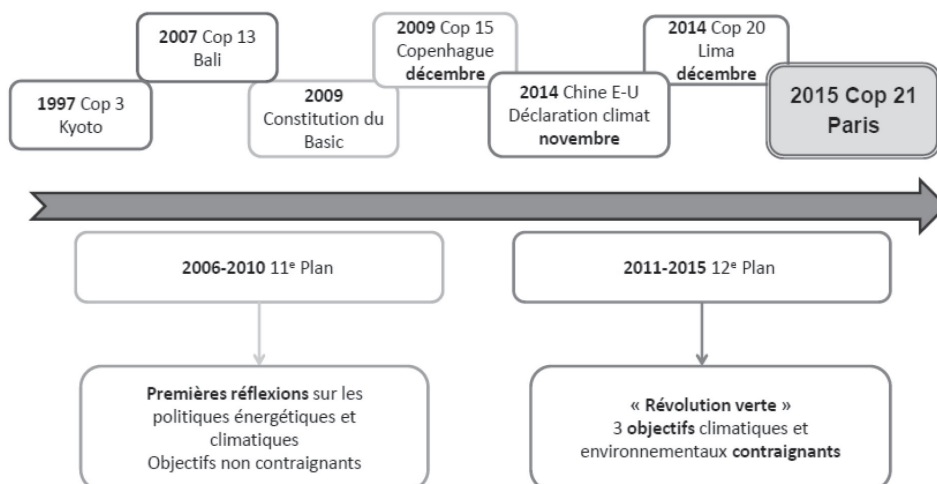 1997 Cop 3
Kyoto
2007 Cop 13
Bali
2009
Constitution du
Basic
2009 Cop 15
Copenhague
décembre
2014 Chine E-U
Déclaration climat
novembre
2014 Cop 20
Lima
décembre
2015 Cop 21
Paris
2006-2010 11e Plan
2011-2015 12e Plan
Premières réflexions sur les
politiques énergétiques et
climatiques
Objectifs non contraignants
« Révolution verte »
3 objectifs climatiques et
environnementaux contraignants